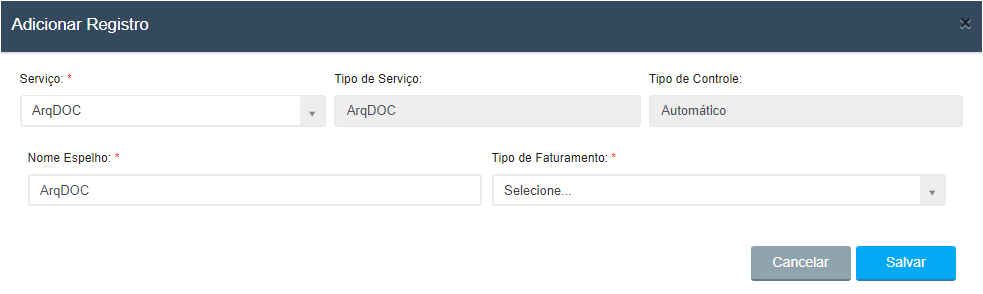 Adicionar Registro
Serviço: * Tipo de Serviço: Tipo de Controle:
ArqDOC ArqDOC Automático
Nome Espelho: * Tipo de Faturamento: *
ArqDOC Selecione...
Cancelar Salvar